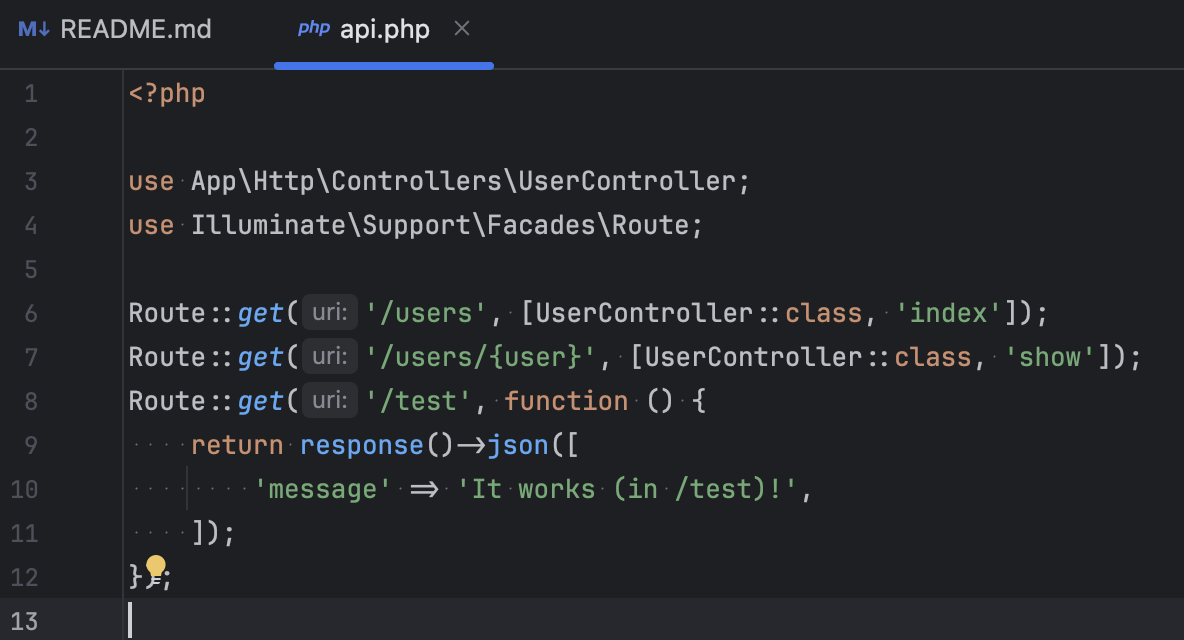 M↓ README.md php api.php ×
1 <?php
2
3 use App\Http\Controllers\UserController;
4 use Illuminate\Support\Facades\Route;
5
6 Route::get( uri: '/users', [UserController::class, 'index']);
7 Route::get( uri: '/users/{user}', [UserController::class, 'show']);
8 Route::get( uri: '/test', function () {
9     return response()->json([
10         'message' => 'It works (in /test)!',
11     ]);
12 });
13